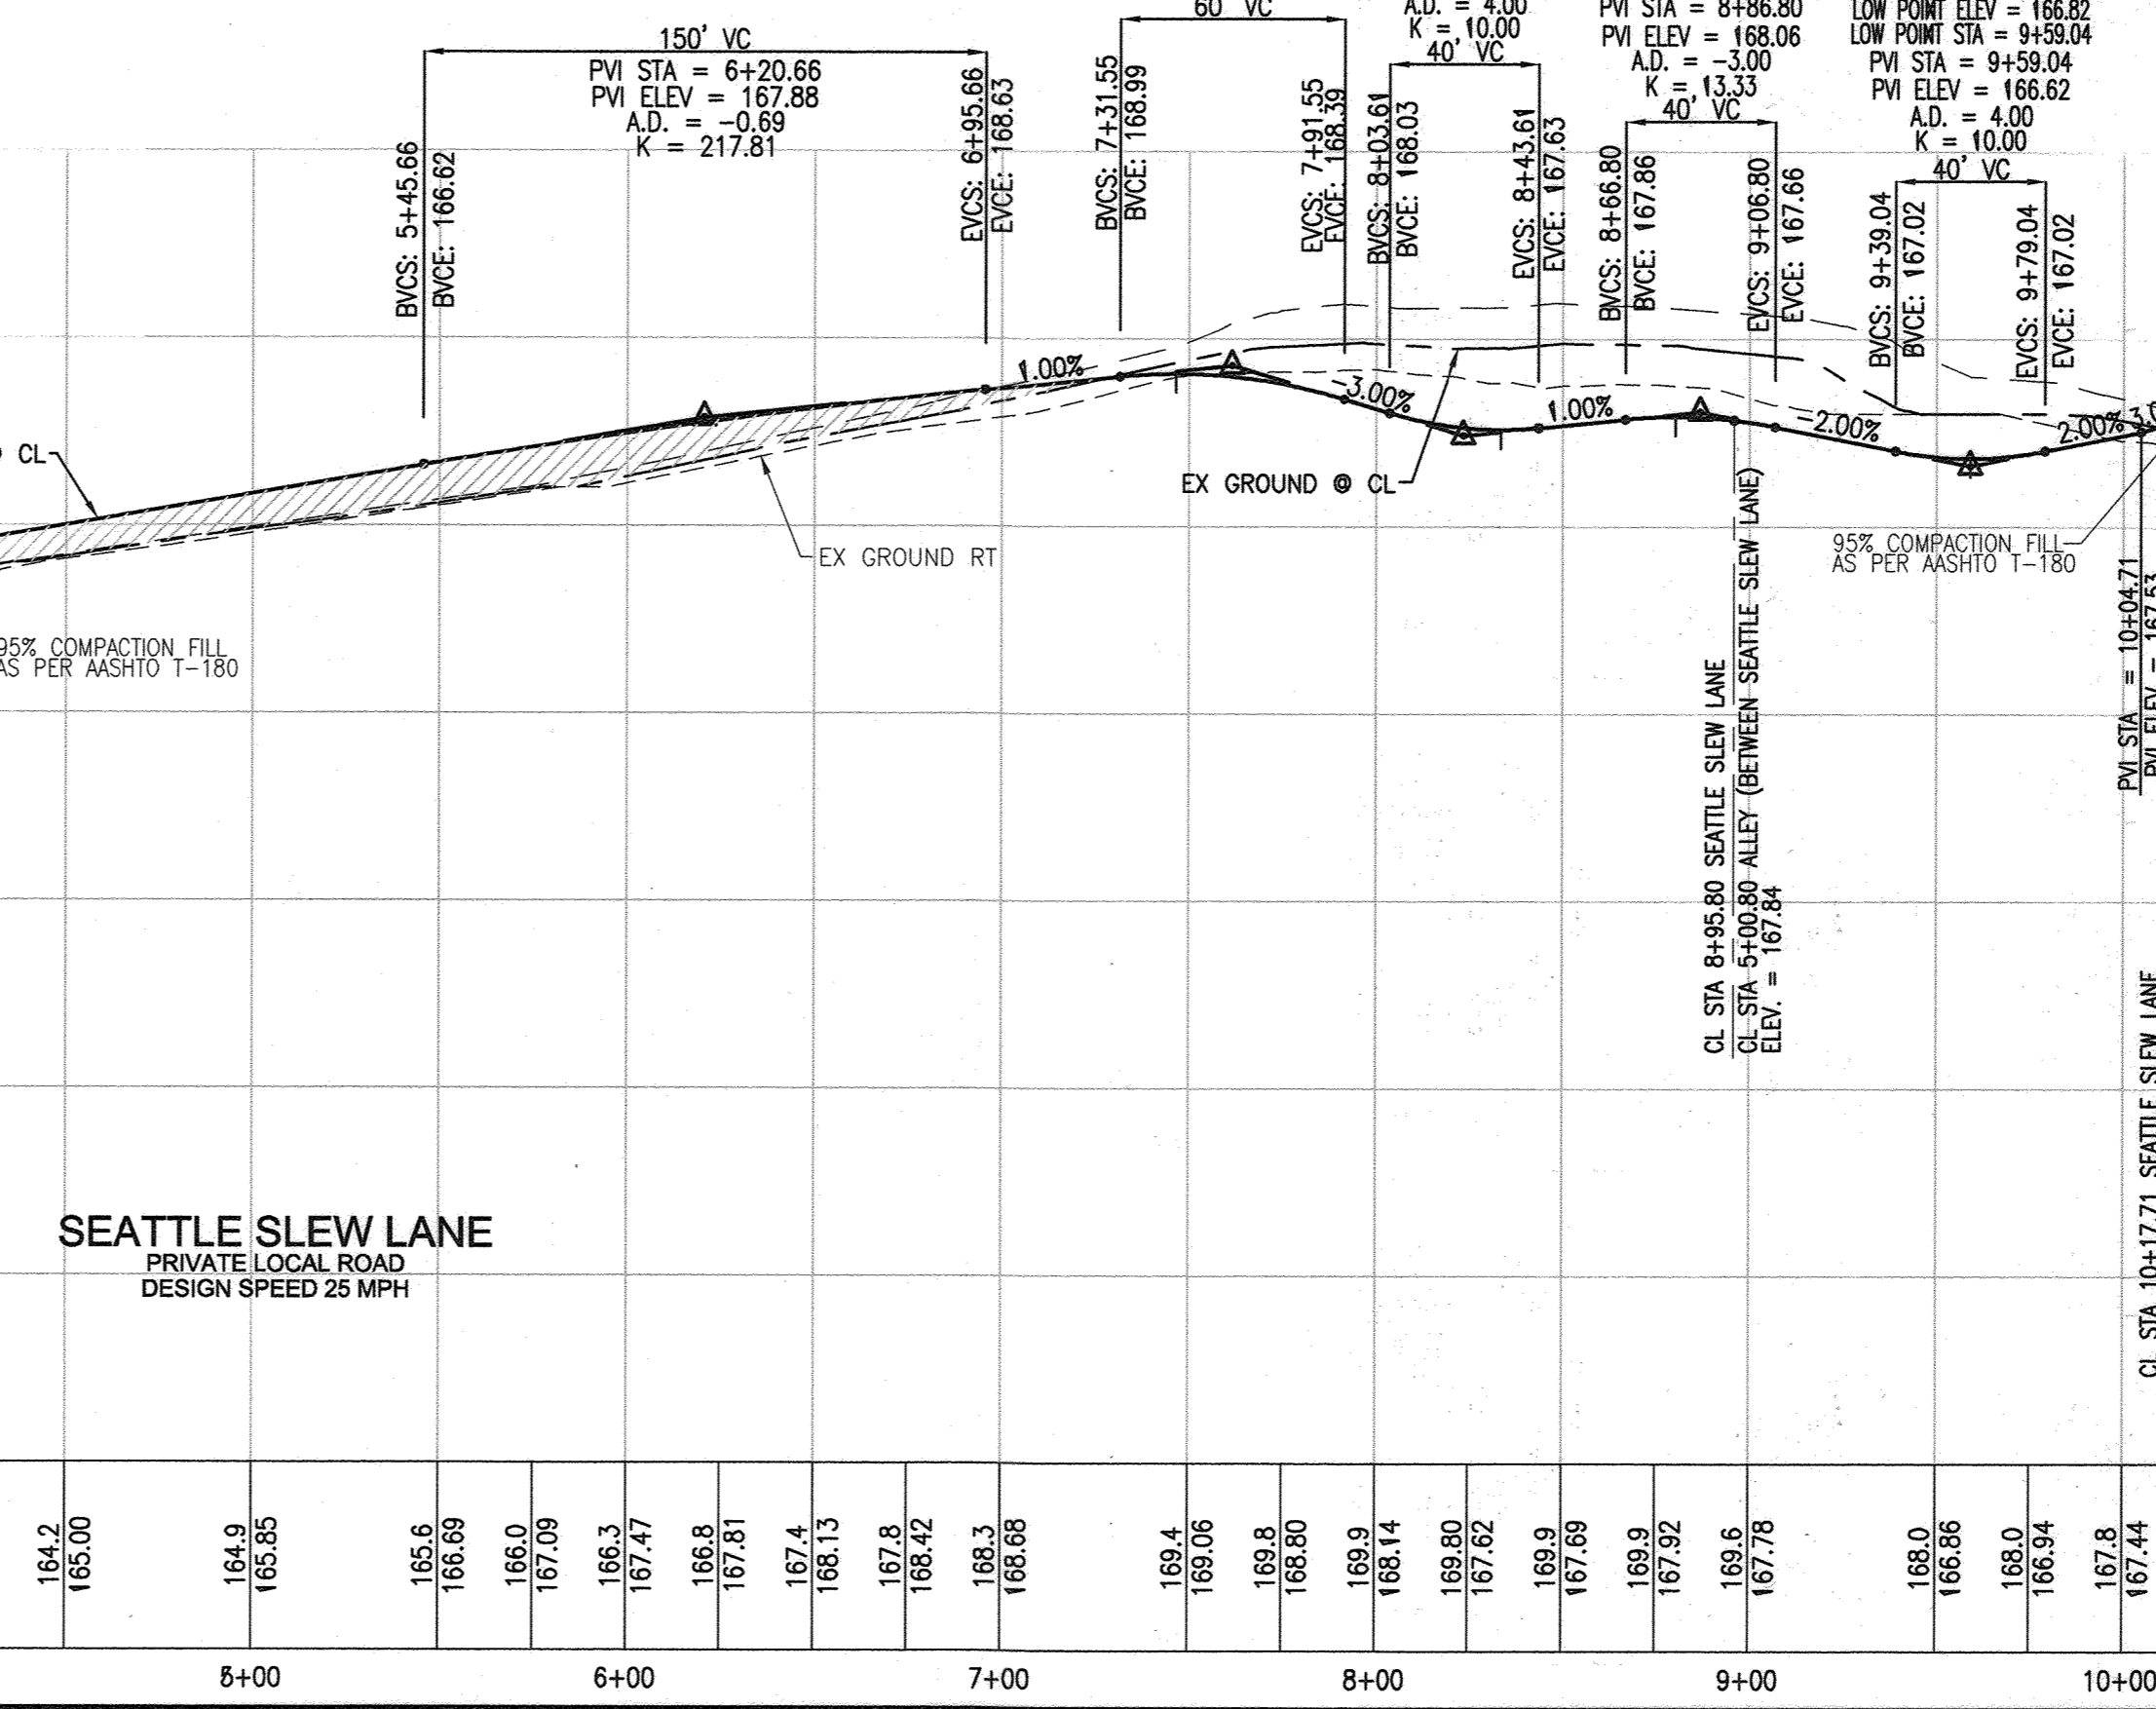 150' VC
PVI STA = 6+20.66
PVI ELEV = 167.88
A.D. = -0.69
K = 217.81
BVCS: 5+45.66
BVCE: 166.62
EVCS: 6+95.66
EVCE: 168.63
60' VC
BVCS: 7+31.55
BVCE: 168.99
EVCS: 7+91.55
EVCE: 168.39
A.D. = 4.00
K = 10.00
40' VC
BVCS: 8+03.61
BVCE: 168.03
EVCS: 8+43.61
EVCE: 167.63
PVI STA = 8+86.80
PVI ELEV = 168.06
A.D. = -3.00
K = 13.33
40' VC
BVCS: 8+66.80
BVCE: 167.86
EVCS: 9+06.80
EVCE: 167.66
LOW POINT ELEV = 166.82
LOW POINT STA = 9+59.04
PVI STA = 9+59.04
PVI ELEV = 166.62
A.D. = 4.00
K = 10.00
40' VC
BVCS: 9+39.04
BVCE: 167.02
EVCS: 9+79.04
EVCE: 167.02
1.00%
-3.00%
1.00%
-2.00%
2.00%
3.0
CL
EX GROUND @ CL
EX GROUND RT
95% COMPACTION FILL
AS PER AASHTO T-180
95% COMPACTION FILL
AS PER AASHTO T-180
PVI STA = 10+04.71
PVI ELEV = 167.53
CL STA 8+95.80 SEATTLE SLEW LANE
CL STA 5+00.80 ALLEY (BETWEEN SEATTLE SLEW LANE)
ELEV. = 167.84
CL STA 10+17.71 SEATTLE SLEW LANE
SEATTLE SLEW LANE
PRIVATE LOCAL ROAD
DESIGN SPEED 25 MPH
164.2
165.00
164.9
165.85
165.6
166.69
166.0
167.09
166.3
167.47
166.8
167.81
167.4
168.13
167.8
168.42
168.3
168.68
169.4
169.06
169.8
168.80
169.9
168.14
169.80
167.62
169.9
167.69
169.9
167.92
169.6
167.78
168.0
166.86
168.0
166.94
167.8
167.44
5+00
6+00
7+00
8+00
9+00
10+00